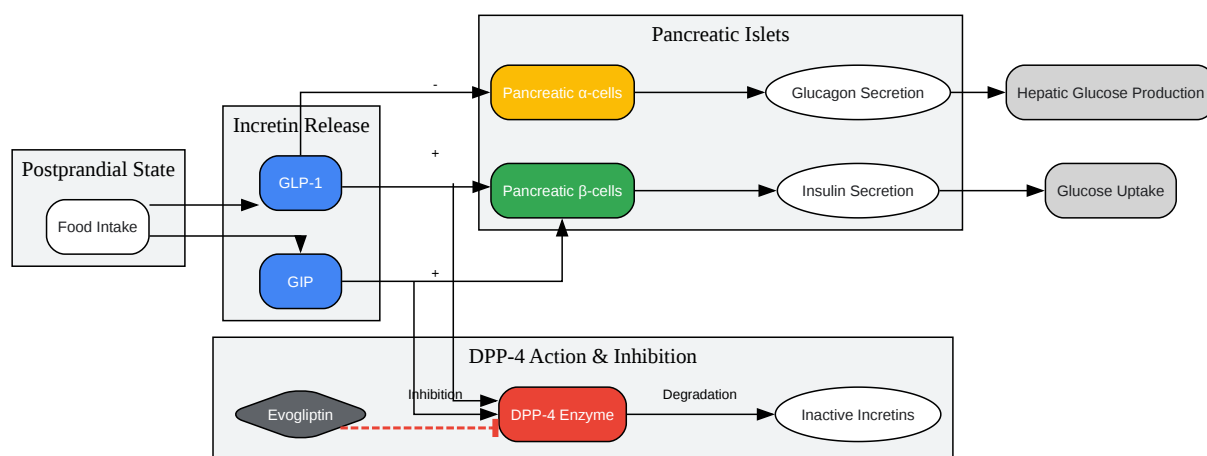 Pancreatic Islets
Pancreatic α-cells
-
Glucagon Secretion
Hepatic Glucose Production
Incretin Release
Postprandial State
GLP-1
+
Pancreatic β-cells
Insulin Secretion
Glucose Uptake
Food Intake
GIP
+
DPP-4 Action & Inhibition
Evogliptin
Inhibition
DPP-4 Enzyme
Degradation
Inactive Incretins